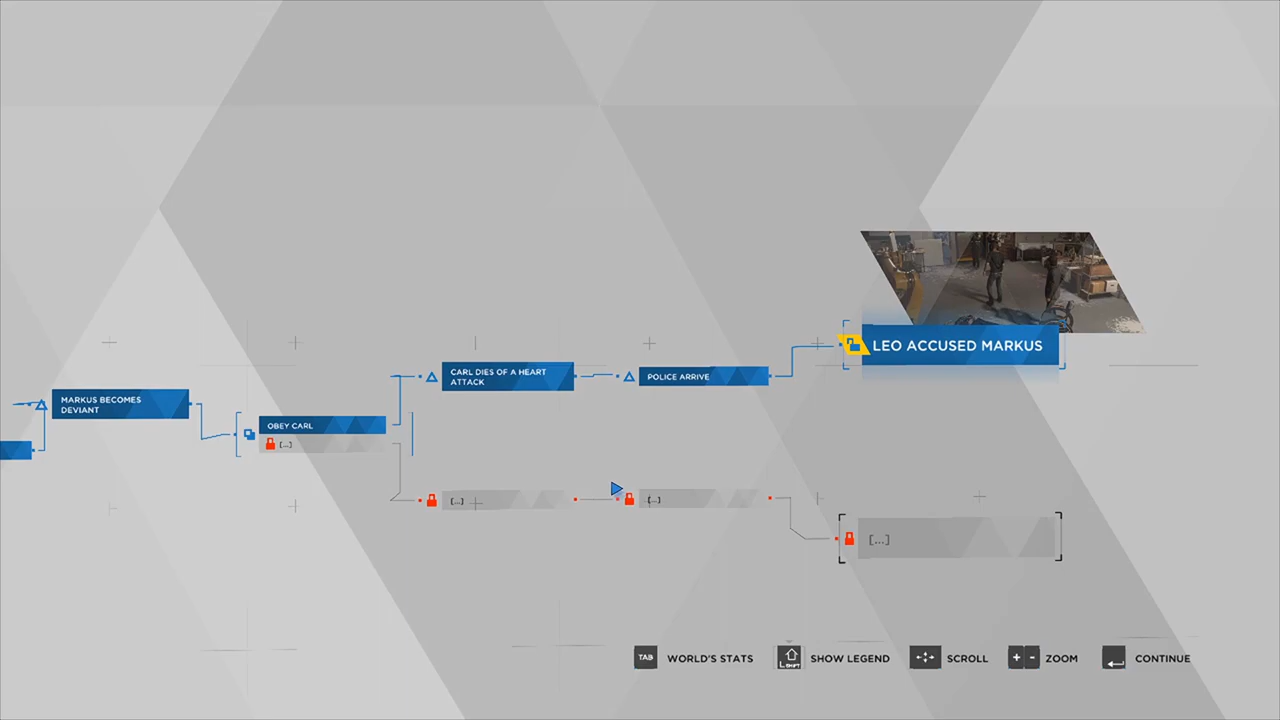 LEO ACCUSED MARKUS
CARL DIES OF A HEART
ATTACK
POLICE ARRIVE
MARKUS BECOMES
DEVIANT
OBEY CARL
[...]
[...]
[...]
[...]
TAB
WORLD'S STATS
L SHIFT
SHOW LEGEND
SCROLL
+ -
ZOOM
CONTINUE